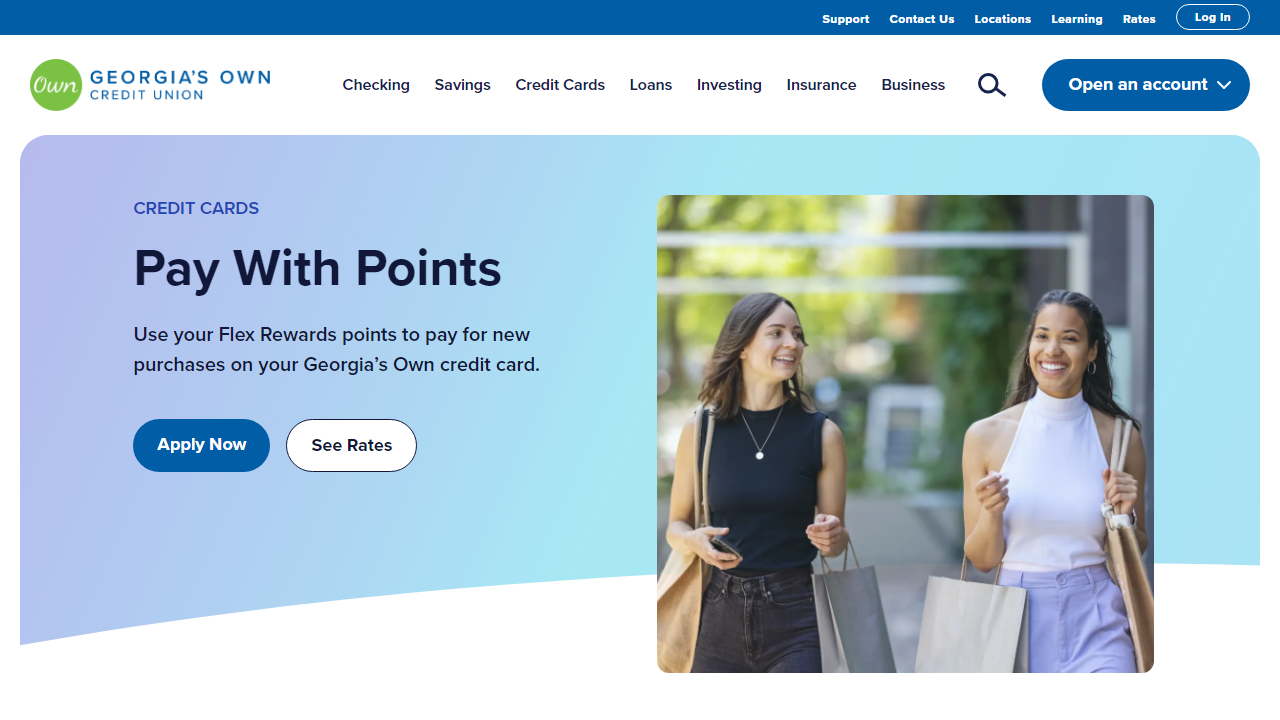 Support Contact Us Locations Learning Rates Log In
Own GEORGIA'S OWN
CREDIT UNION
Checking Savings Credit Cards Loans Investing Insurance Business Open an account
CREDIT CARDS
Pay With Points
Use your Flex Rewards points to pay for new
purchases on your Georgia’s Own credit card.
Apply Now See Rates